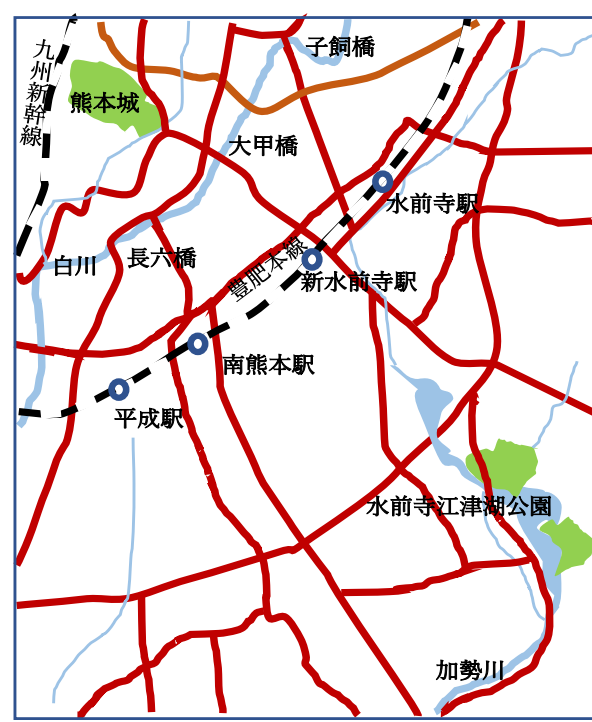 子飼橋
九州新幹線
熊本城
大甲橋
水前寺駅
白川
長六橋
豊肥本線
新水前寺駅
南熊本駅
平成駅
水前寺江津湖公園
加勢川